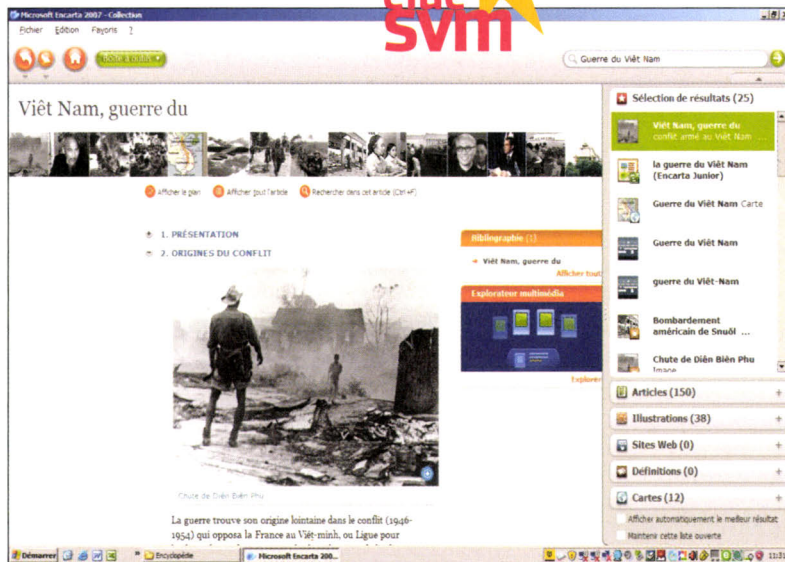 clic
svm
Microsoft Encarta 2007 - Collection
Fichier Edition Favoris ?
Boîte à outils
Guerre du Viêt Nam
Viêt Nam, guerre du
Afficher le plan Afficher tout l'article Rechercher dans cet article (Ctrl+F)
1. PRÉSENTATION
2. ORIGINES DU CONFLIT
Chute de Diên Biên Phu
La guerre trouve son origine lointaine dans le conflit (1946-
1954) qui opposa la France au Viêt-minh, ou Ligue pour
Bibliographie (1)
Viêt Nam, guerre du
Afficher tout
Explorateur multimédia
Explorer
Sélection de résultats (25)
Viêt Nam, guerre du
conflit armé au Viêt Nam ...
la guerre du Viêt Nam
(Encarta Junior)
Guerre du Viêt Nam Carte
Guerre du Viêt Nam
guerre du Viêt-Nam
Bombardement
américain de Snuôl ...
Chute de Diên Biên Phu
Image
Articles (150) +
Illustrations (38) +
Sites Web (0) +
Définitions (0) +
Cartes (12) +
Afficher automatiquement le meilleur résultat
Maintenir cette liste ouverte
Démarrer
Encyclopédie
Microsoft Encarta 200...
11:31